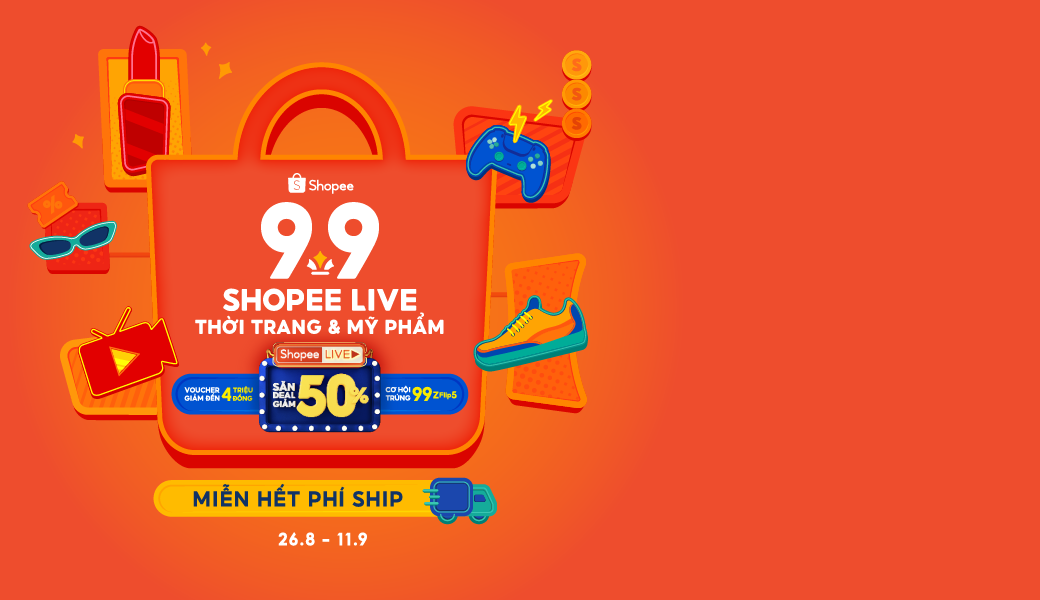 Shopee
9.9
SHOPEE LIVE
THỜI TRANG & MỸ PHẨM
Shopee LIVE
VOUCHER
GIẢM ĐẾN 4 TRIỆU ĐỒNG
SĂN
DEAL
GIẢM 50%
CƠ HỘI
TRÚNG 99 ZFlip5
MIỄN HẾT PHÍ SHIP
26.8 - 11.9
S
S
S